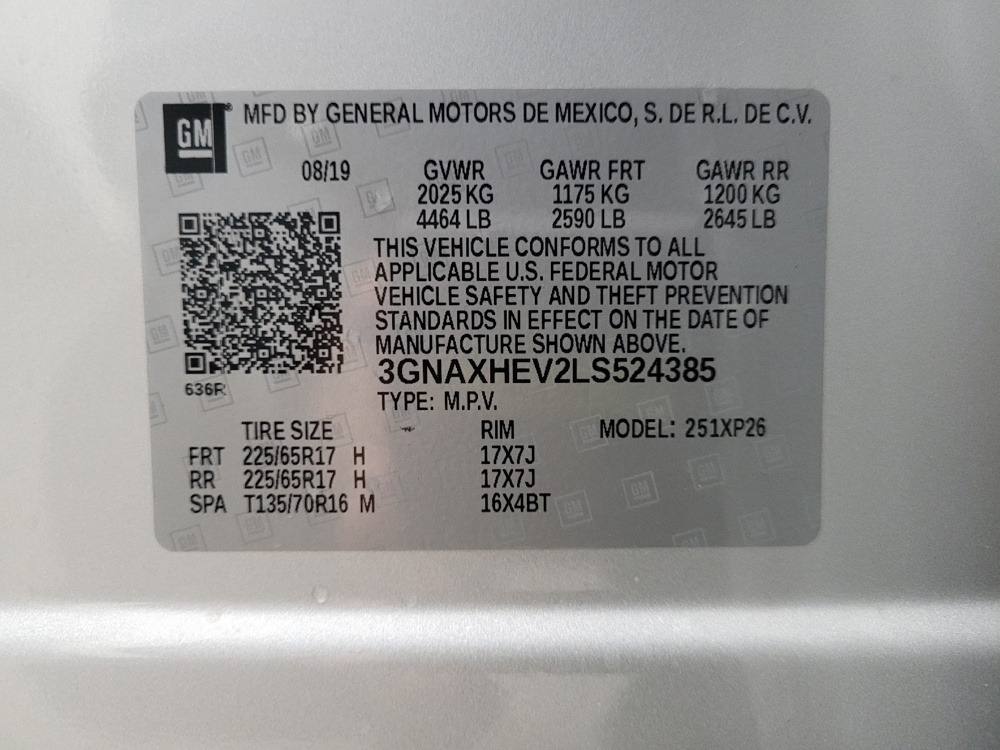 GM® MFD BY GENERAL MOTORS DE MEXICO, S. DE R.L. DE C.V.
08/19 GVWR GAWR FRT GAWR RR
2025 KG 1175 KG 1200 KG
4464 LB 2590 LB 2645 LB
THIS VEHICLE CONFORMS TO ALL
APPLICABLE U.S. FEDERAL MOTOR
VEHICLE SAFETY AND THEFT PREVENTION
STANDARDS IN EFFECT ON THE DATE OF
MANUFACTURE SHOWN ABOVE.
3GNAXHEV2LS524385
636R
TYPE: M.P.V.
TIRE SIZE RIM MODEL: 251XP26
FRT 225/65R17 H 17X7J
RR 225/65R17 H 17X7J
SPA T135/70R16 M 16X4BT